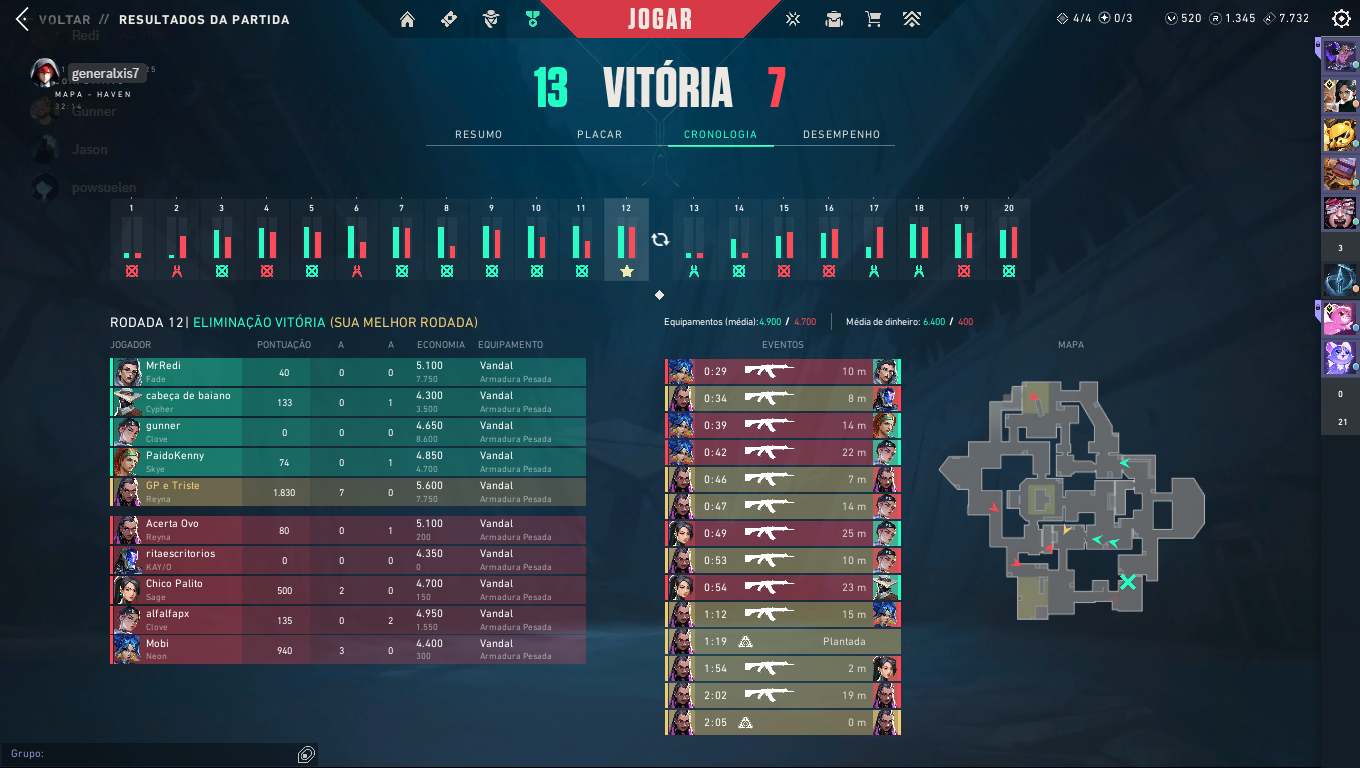 VOLTAR // RESULTADOS DA PARTIDA
JOGAR
4/4 0/3 520 1.345 7.732
Redi
generalxis7
MAPA - HAVEN
32:14
Gunner
Jason
powsuelen
13 VITÓRIA 7
RESUMO PLACAR CRONOLOGIA DESEMPENHO
1 2 3 4 5 6 7 8 9 10 11 12 13 14 15 16 17 18 19 20
RODADA 12| ELIMINAÇÃO VITÓRIA (SUA MELHOR RODADA)
JOGADOR PONTUAÇÃO A A ECONOMIA EQUIPAMENTO
MrRedi 40 0 0 5.100 Vandal
Fade 7.750 Armadura Pesada
cabeça de baiano 133 0 1 4.300 Vandal
Cypher 3.500 Armadura Pesada
gunner 0 0 0 4.650 Vandal
Clove 8.600 Armadura Pesada
PaidoKenny 74 0 1 4.850 Vandal
Skye 4.700 Armadura Pesada
GP e Triste 1.830 7 0 5.600 Vandal
Reyna 7.750 Armadura Pesada
Acerta Ovo 80 0 1 5.100 Vandal
Reyna 200 Armadura Pesada
ritaescritorios 0 0 0 4.350 Vandal
KAY/O 0 Armadura Pesada
Chico Palito 500 2 0 4.700 Vandal
Sage 150 Armadura Pesada
alfalfapx 135 0 2 4.950 Vandal
Clove 1.550 Armadura Pesada
Mobi 940 3 0 4.400 Vandal
Neon 300 Armadura Pesada
Equipamentos (média):4.900 / 4.700 Média de dinheiro: 6.400 / 400
EVENTOS
0:29 10 m
0:34 8 m
0:39 14 m
0:42 22 m
0:46 7 m
0:47 14 m
0:49 25 m
0:53 10 m
0:54 23 m
1:12 15 m
1:19 Plantada
1:54 2 m
2:02 19 m
2:05 0 m
MAPA
3
0
21
Grupo: